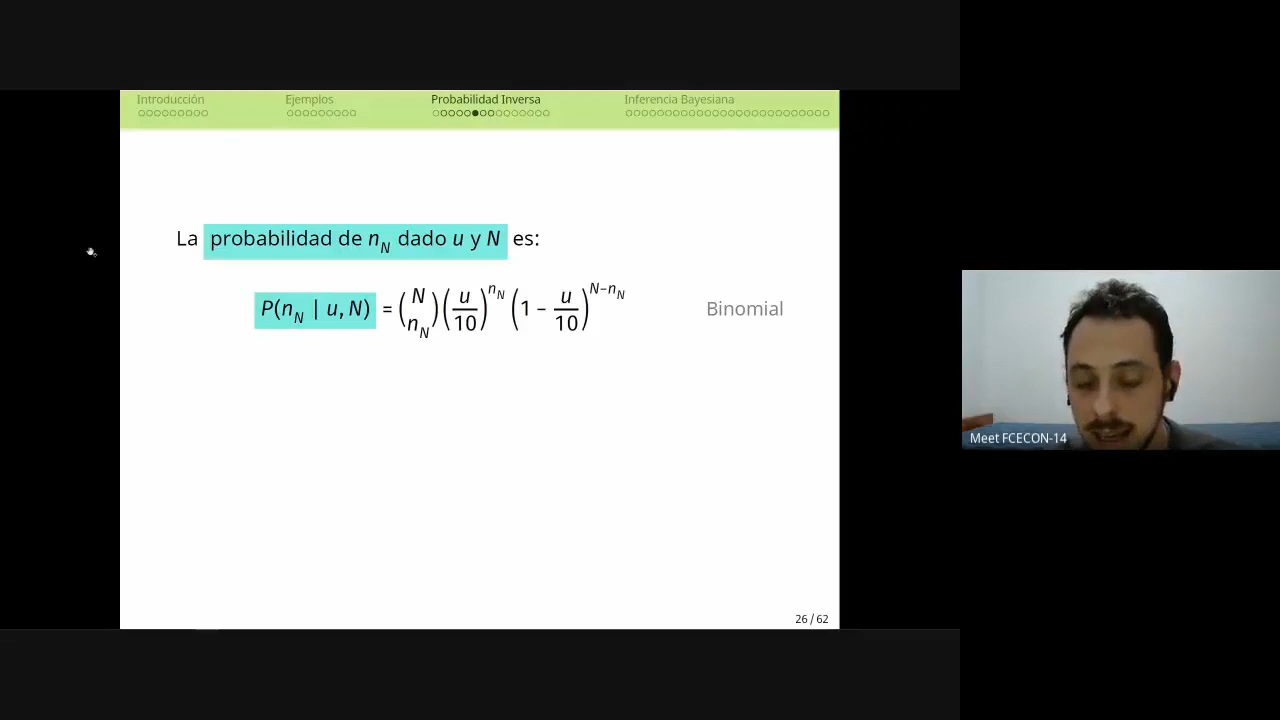 Introducción Ejemplos Probabilidad Inversa Inferencia Bayesiana
La probabilidad de n_N dado u y N es:
P(n_N | u, N) = (N n_N) (u/10)^{n_N} (1 − u/10)^{N−n_N} Binomial
Meet FCECON-14
26 / 62